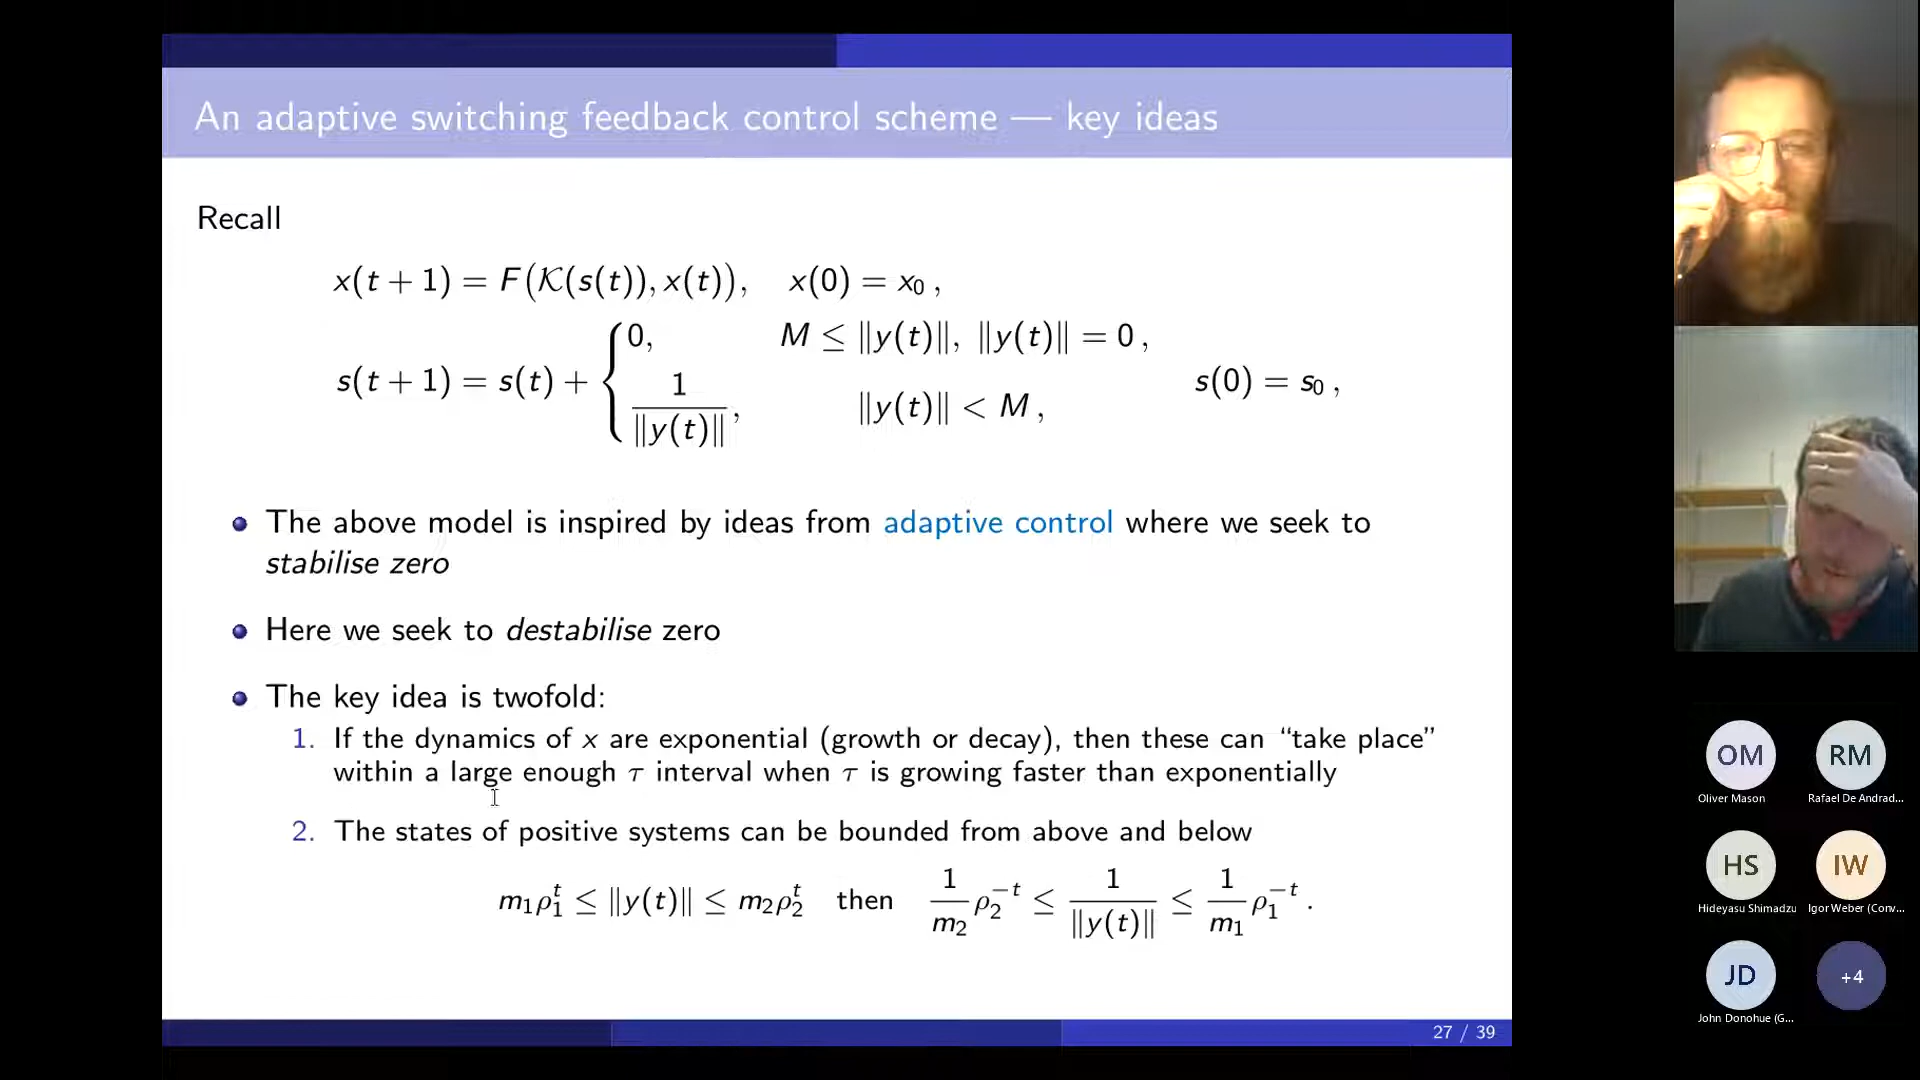 An adaptive switching feedback control scheme — key ideas
Recall
x(t + 1) = F(𝒦(s(t)), x(t)), x(0) = x₀ ,
s(t + 1) = s(t) + { 0, M ≤ ‖y(t)‖, ‖y(t)‖ = 0 ,
1/‖y(t)‖, ‖y(t)‖ < M ,
s(0) = s₀ ,
The above model is inspired by ideas from adaptive control where we seek to
stabilise zero
Here we seek to destabilise zero
The key idea is twofold:
1. If the dynamics of x are exponential (growth or decay), then these can “take place”
within a large enough τ interval when τ is growing faster than exponentially
2. The states of positive systems can be bounded from above and below
m₁ρ₁ᵗ ≤ ‖y(t)‖ ≤ m₂ρ₂ᵗ then 1/m₂ ρ₂⁻ᵗ ≤ 1/‖y(t)‖ ≤ 1/m₁ ρ₁⁻ᵗ .
27 / 39
OM
RM
Oliver Mason
Rafael De Andrad...
HS
IW
Hideyasu Shimadzu
Igor Weber (Conv...
JD
+4
John Donohue (G...